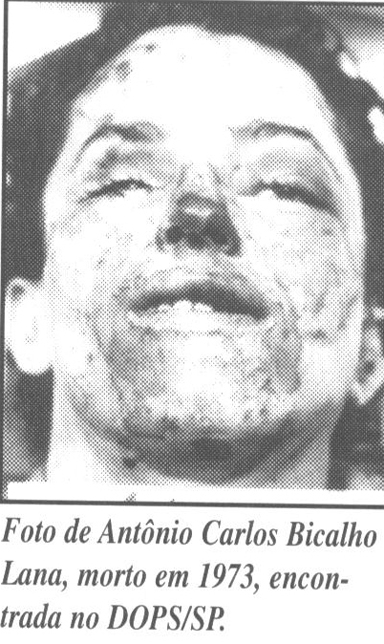 Foto de Antônio Carlos Bicalho
Lana, morto em 1973, encon-
trada no DOPS/SP.